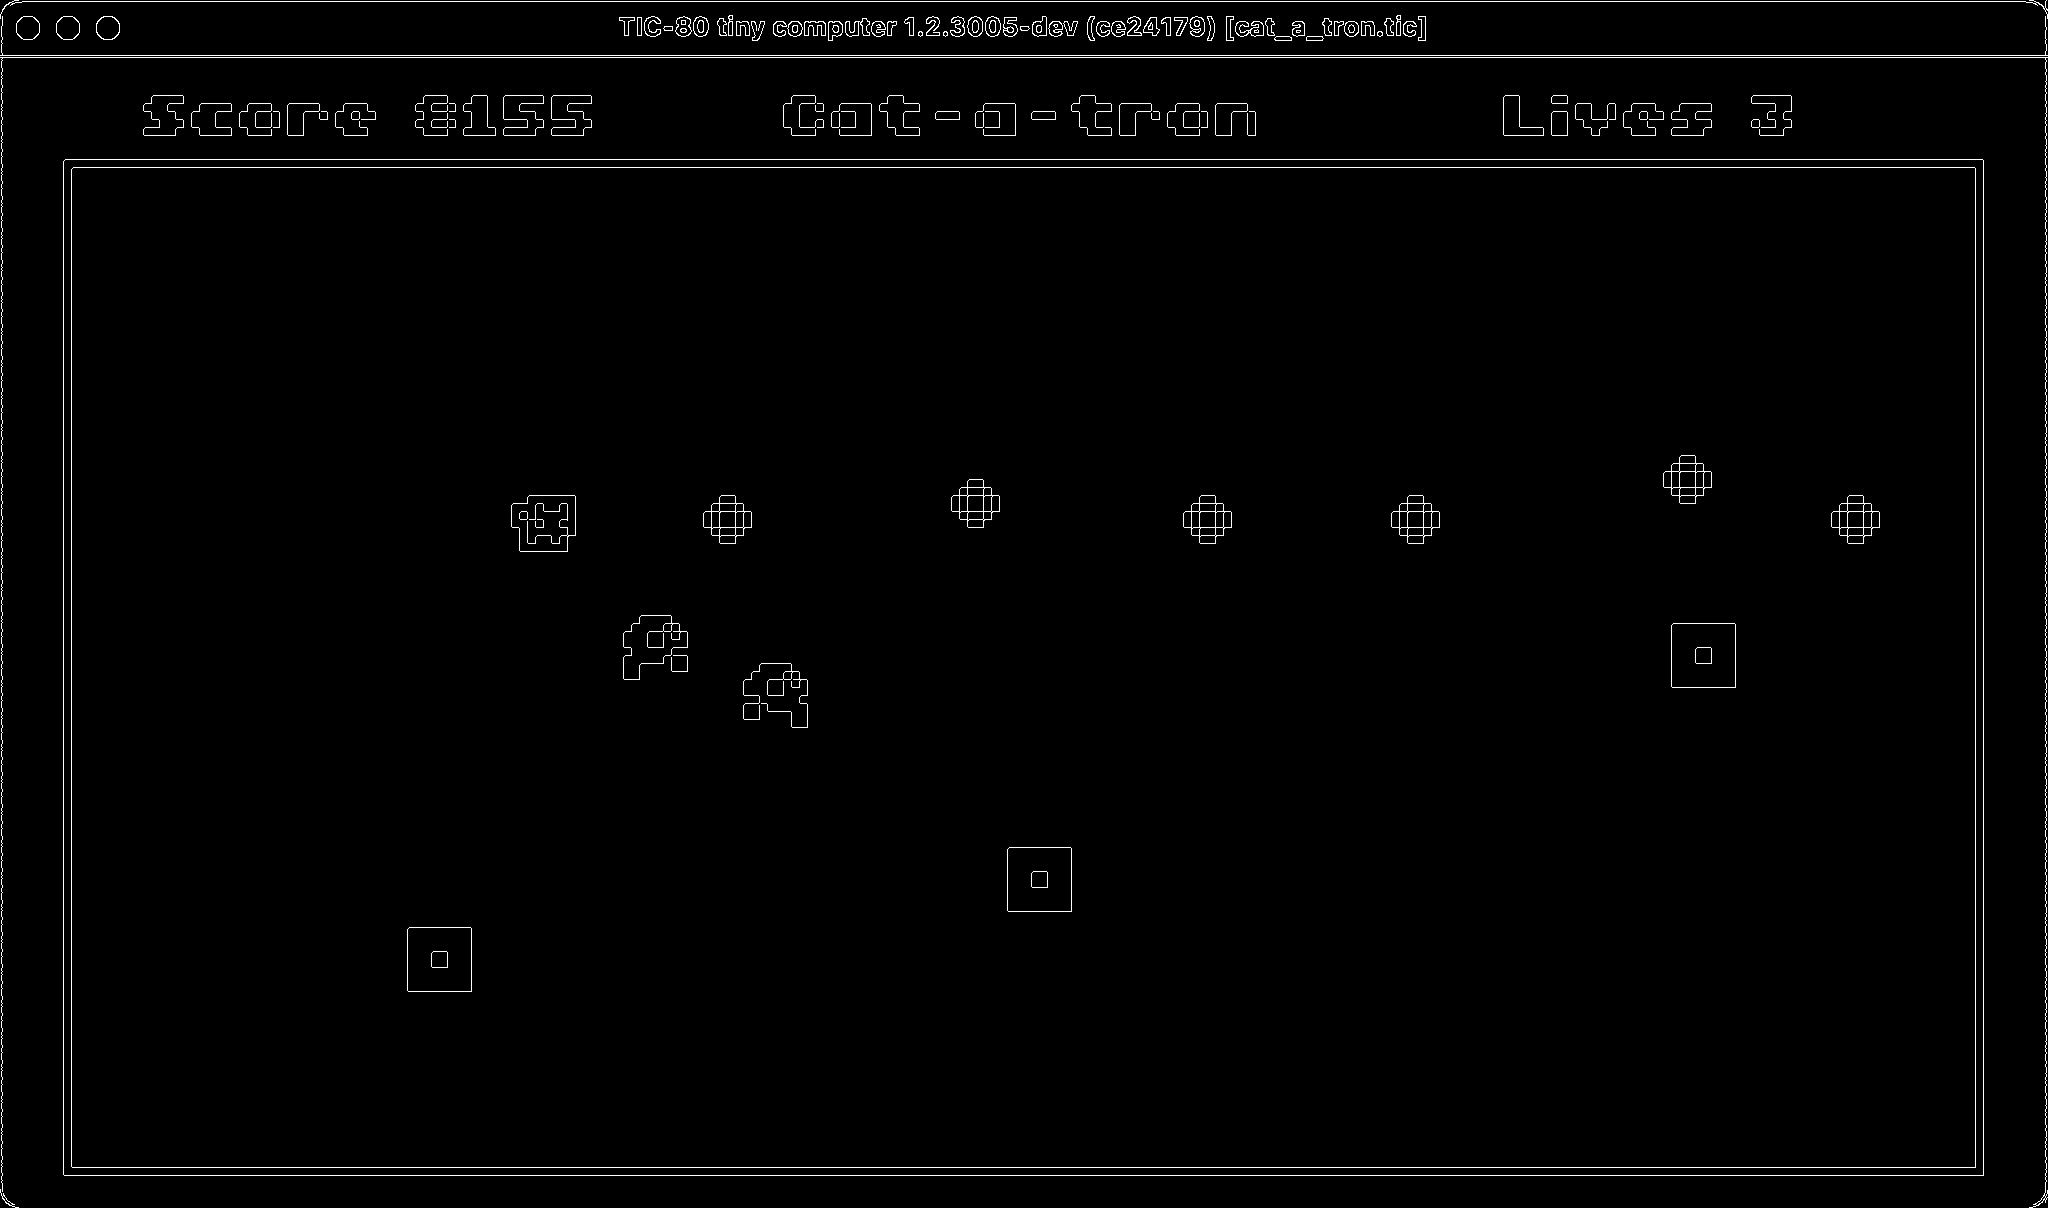 TIC-80 tiny computer 1.2.3005-dev (ce24179) [cat_a_tron.tic]
Score 8155 Cat-a-tron Lives 3